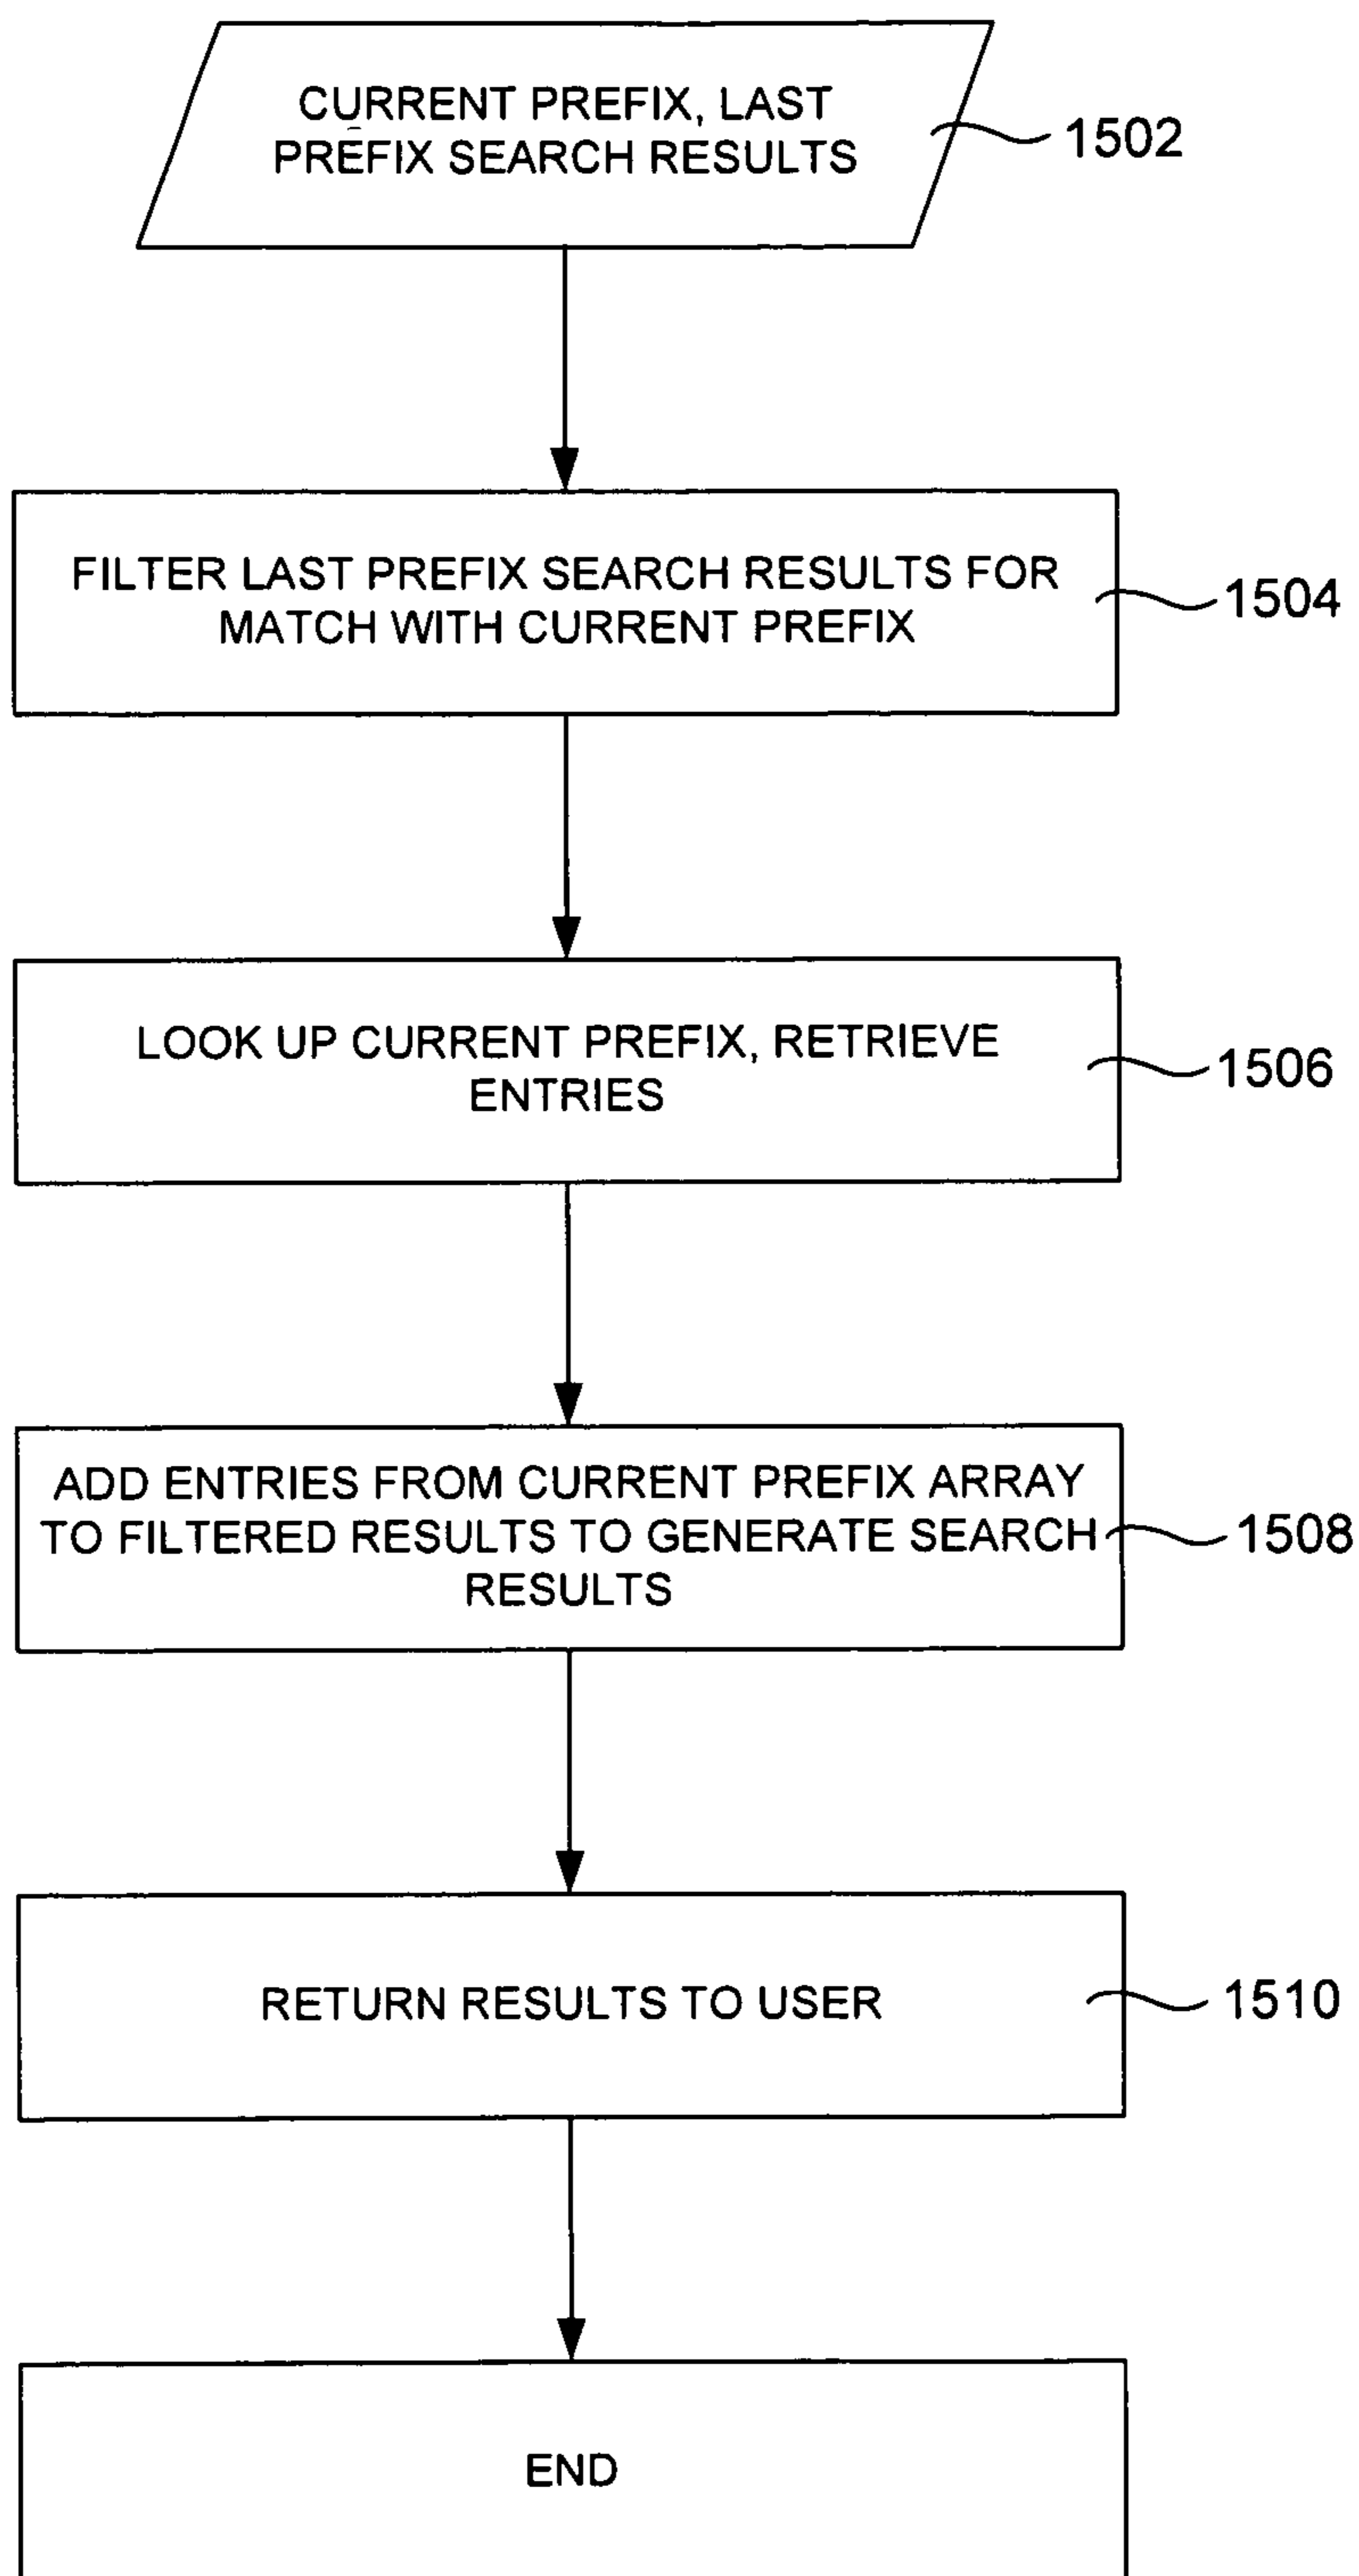 CURRENT PREFIX, LAST
PREFIX SEARCH RESULTS
1502
FILTER LAST PREFIX SEARCH RESULTS FOR
MATCH WITH CURRENT PREFIX
1504
LOOK UP CURRENT PREFIX, RETRIEVE
ENTRIES
1506
ADD ENTRIES FROM CURRENT PREFIX ARRAY
TO FILTERED RESULTS TO GENERATE SEARCH
RESULTS
1508
RETURN RESULTS TO USER
1510
END